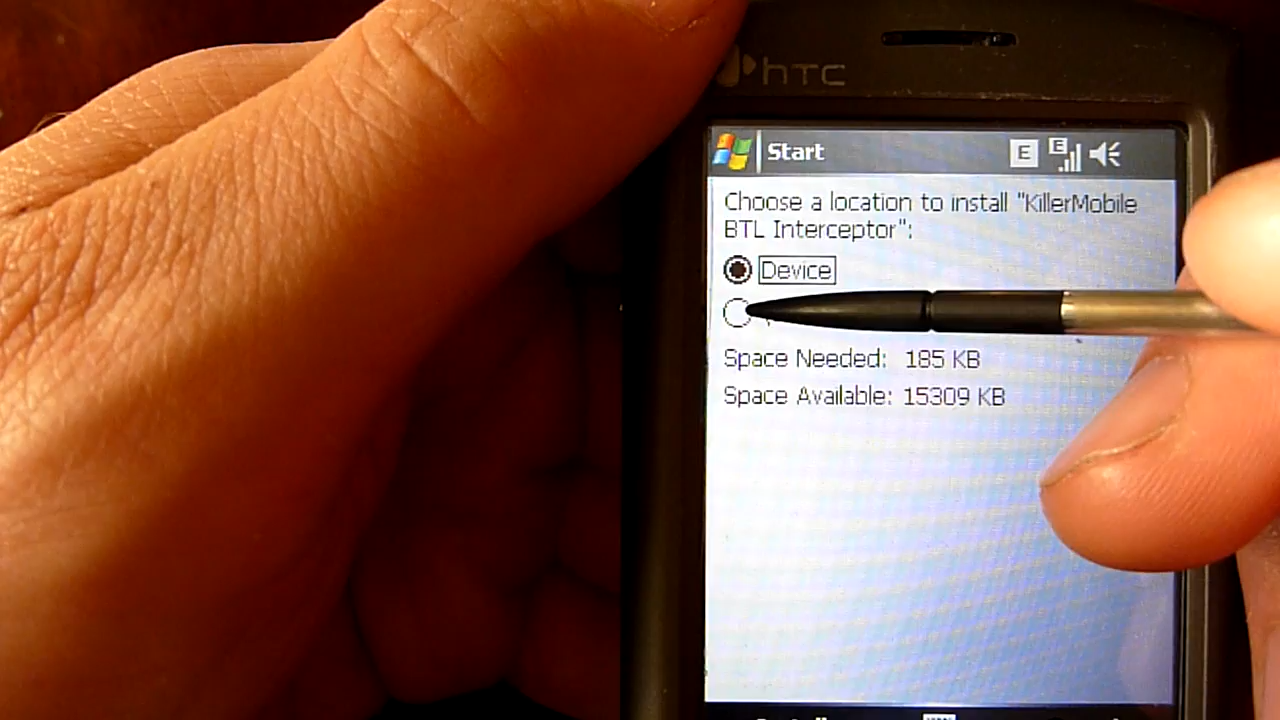 hTC
Start
E
E
Choose a location to install "KillerMobile
BTL Interceptor":
Device
Space Needed: 185 KB
Space Available: 15309 KB